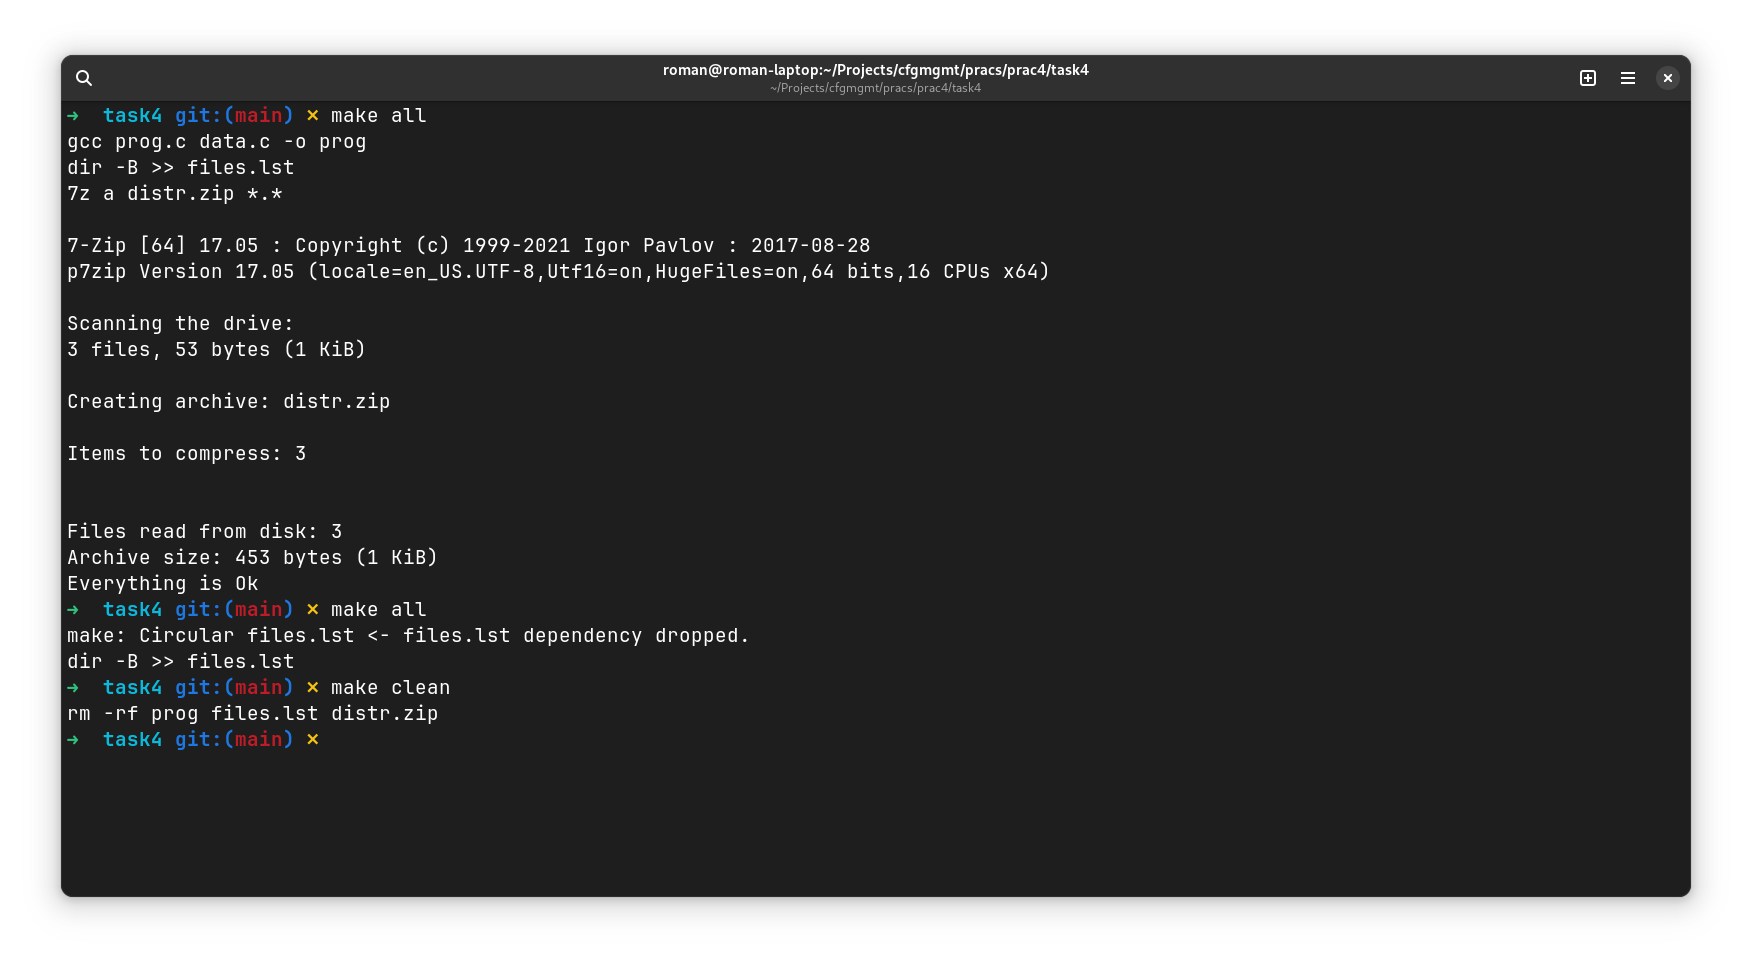 roman@roman-laptop:~/Projects/cfgmgmt/pracs/prac4/task4
~/Projects/cfgmgmt/pracs/prac4/task4
→ task4 git:(main) × make all
gcc prog.c data.c -o prog
dir -B >> files.lst
7z a distr.zip *.*
7-Zip [64] 17.05 : Copyright (c) 1999-2021 Igor Pavlov : 2017-08-28
p7zip Version 17.05 (locale=en_US.UTF-8,Utf16=on,HugeFiles=on,64 bits,16 CPUs x64)
Scanning the drive:
3 files, 53 bytes (1 KiB)
Creating archive: distr.zip
Items to compress: 3
Files read from disk: 3
Archive size: 453 bytes (1 KiB)
Everything is Ok
→ task4 git:(main) × make all
make: Circular files.lst <- files.lst dependency dropped.
dir -B >> files.lst
→ task4 git:(main) × make clean
rm -rf prog files.lst distr.zip
→ task4 git:(main) ×